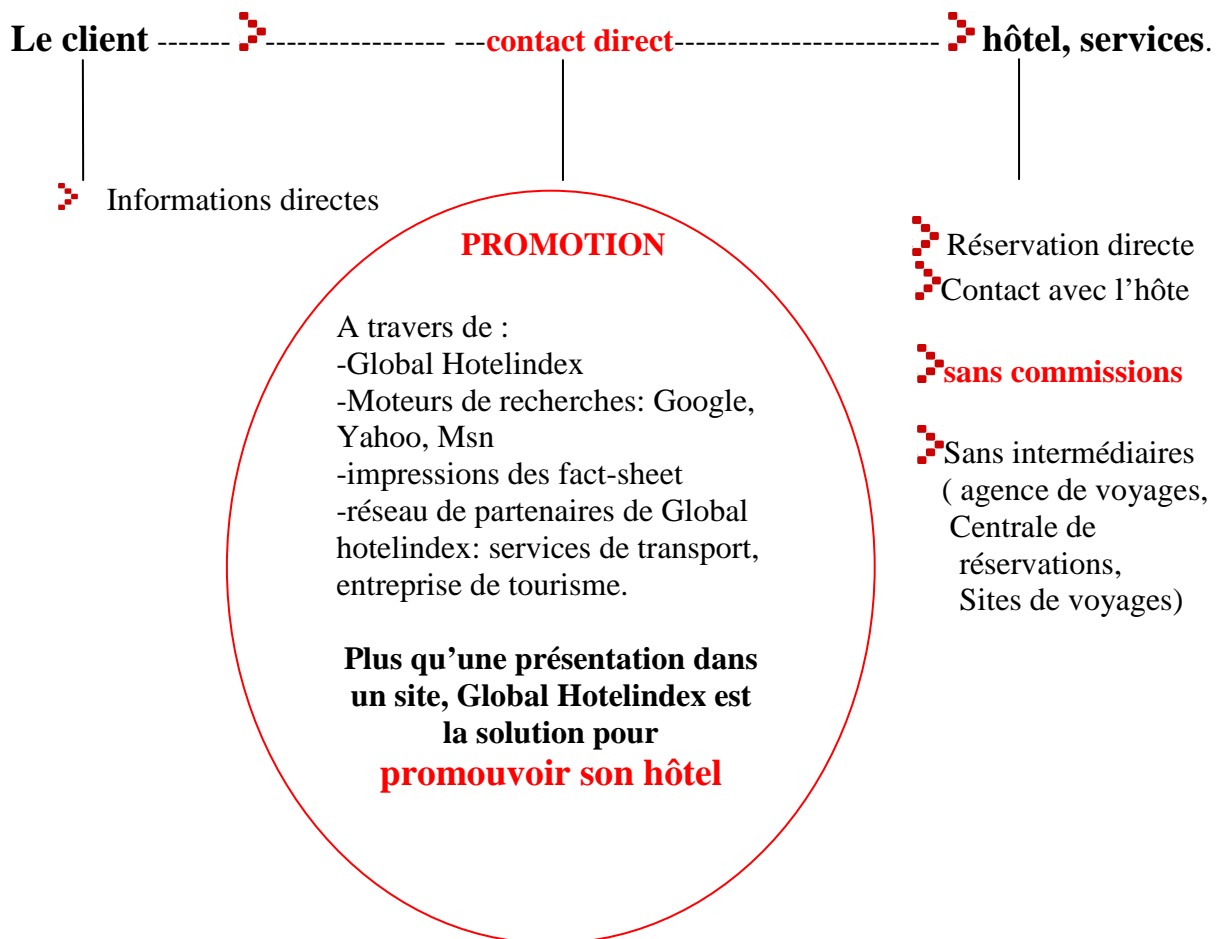 Le client ------- ----------------- ---contact direct------------------------- hôtel, services.
Informations directes
PROMOTION
A travers de :
-Global Hotelindex
-Moteurs de recherches: Google,
Yahoo, Msn
-impressions des fact-sheet
-réseau de partenaires de Global
hotelindex: services de transport,
entreprise de tourisme.
Plus qu’une présentation dans
un site, Global Hotelindex est
la solution pour
promouvoir son hôtel
Réservation directe
Contact avec l’hôte
sans commissions
Sans intermédiaires
( agence de voyages,
Centrale de
réservations,
Sites de voyages)